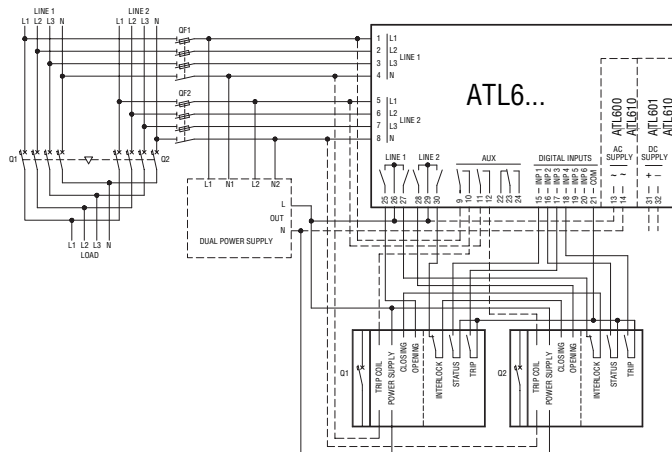 LINE 1 LINE 2
L1 L2 L3 N L1 L2 L3 N
QF1
QF2
Q1 Q2
L1 L2 L3 N
LOAD
L1 N1 L2 N2
L
OUT
N
DUAL POWER SUPPLY
1 L1
2 L2
3 L3
4 N
LINE 1
5 L1
6 L2
7 L3
8 N
LINE 2
ATL6...
ATL600
ATL610
ATL601
ATL610
AC
SUPPLY
~ ~
DC
SUPPLY
+ –
LINE 1 LINE 2 AUX DIGITAL INPUTS
INP 1
INP 2
INP 3
INP 4
INP 5
INP 6
COM
25 26 27 28 29 30 9 10 11 12 22 23 24 15 16 17 18 19 20 21 13 14 31 32
Q1
TRIP COIL
POWER SUPPLY
CLOSING
OPENING
INTERLOCK
STATUS
TRIP
Q2
TRIP COIL
POWER SUPPLY
CLOSING
OPENING
INTERLOCK
STATUS
TRIP